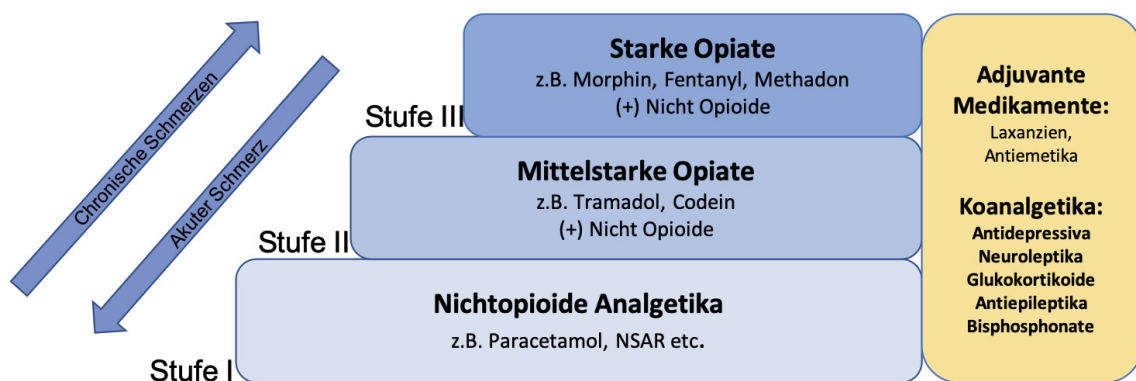 Chronische Schmerzen
Akuter Schmerz
Stufe III
Starke Opiate
z.B. Morphin, Fentanyl, Methadon
(+) Nicht Opioide
Stufe II
Mittelstarke Opiate
z.B. Tramadol, Codein
(+) Nicht Opioide
Stufe I
Nichtopioide Analgetika
z.B. Paracetamol, NSAR etc.
Adjuvante
Medikamente:
Laxanzien,
Antiemetika
Koanalgetika:
Antidepressiva
Neuroleptika
Glukokortikoide
Antiepileptika
Bisphosphonate